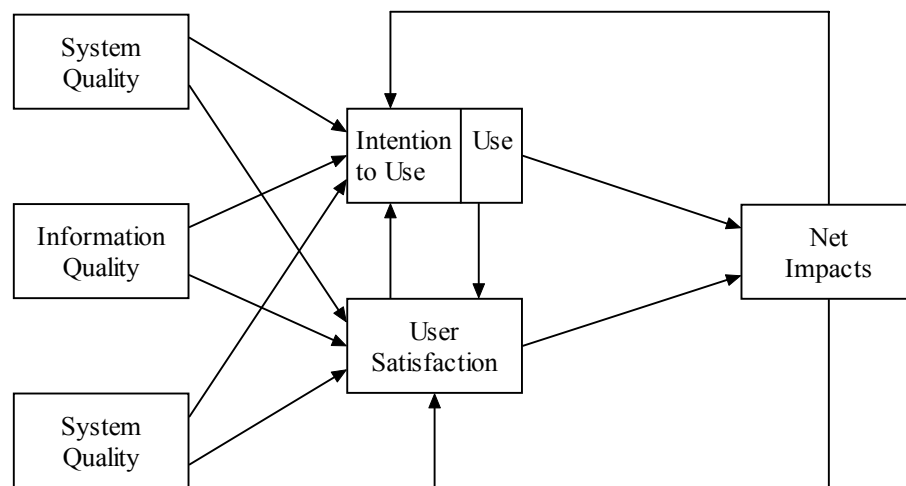 System
Quality
Intention
to Use
Use
Information
Quality
Net
Impacts
User
Satisfaction
System
Quality